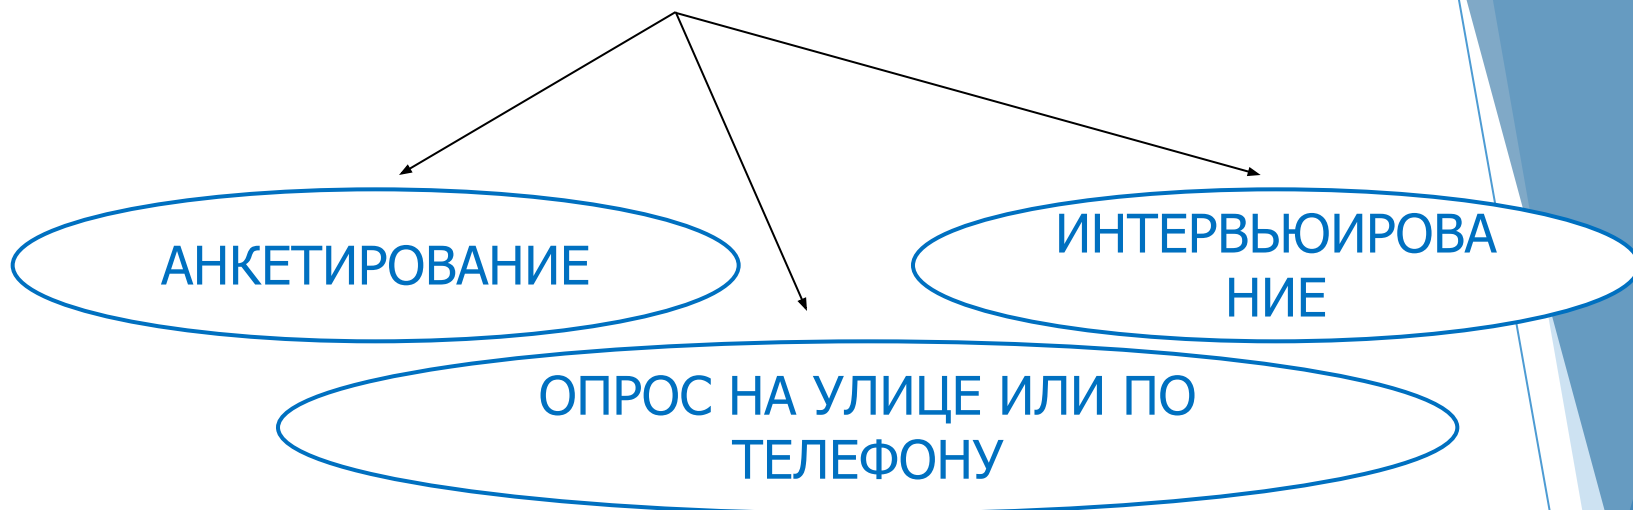 АНКЕТИРОВАНИЕ
ИНТЕРВЬЮИРОВА
НИЕ
ОПРОС НА УЛИЦЕ ИЛИ ПО
ТЕЛЕФОНУ